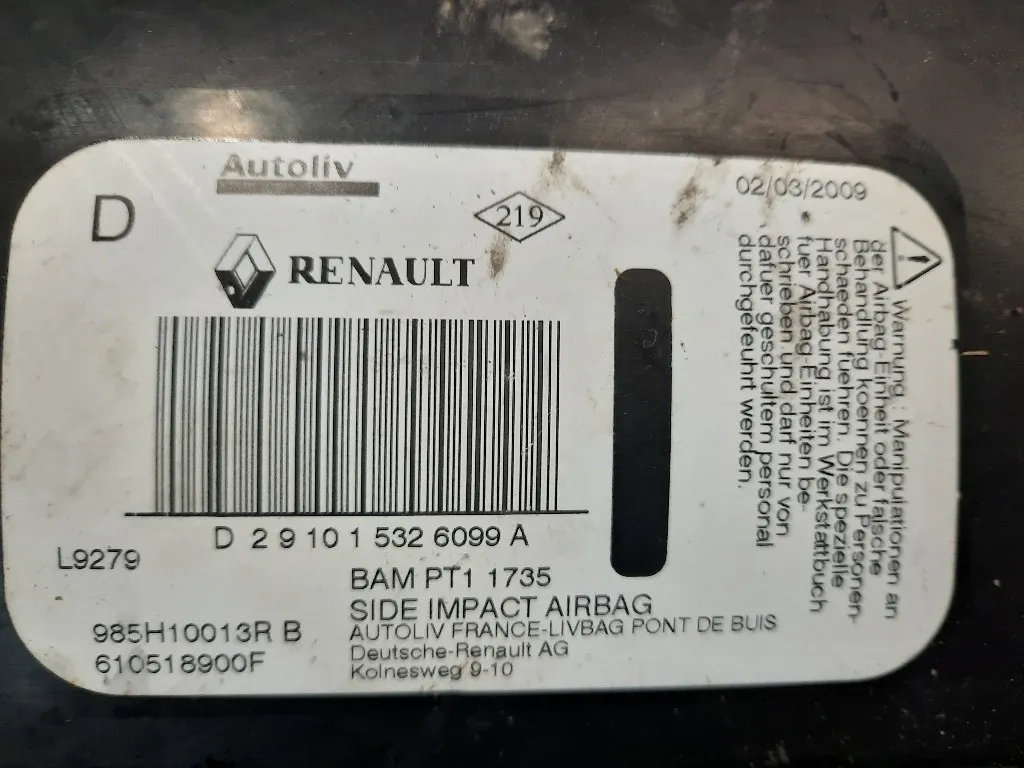 Autoliv
D
219
RENAULT
02/03/2009
D 2 9 10 1 532 6099 A
L9279
BAM PT1 1735
SIDE IMPACT AIRBAG
985H10013R B
AUTOLIV FRANCE-LIVBAG PONT DE BUIS
610518900F
Deutsche-Renault AG
Kolnesweg 9-10
Warnung : Manipulationen an
der Airbag-Einheit oder falsche
Behandlung koennen zu Personen-
schaeden fuehren. Die spezielle
Handhabung ist im Werkstattbuch
fuer Airbag-Einheiten be-
schrieben und darf nur von
dafuer geschultem personal
durchgefeuhrt werden.